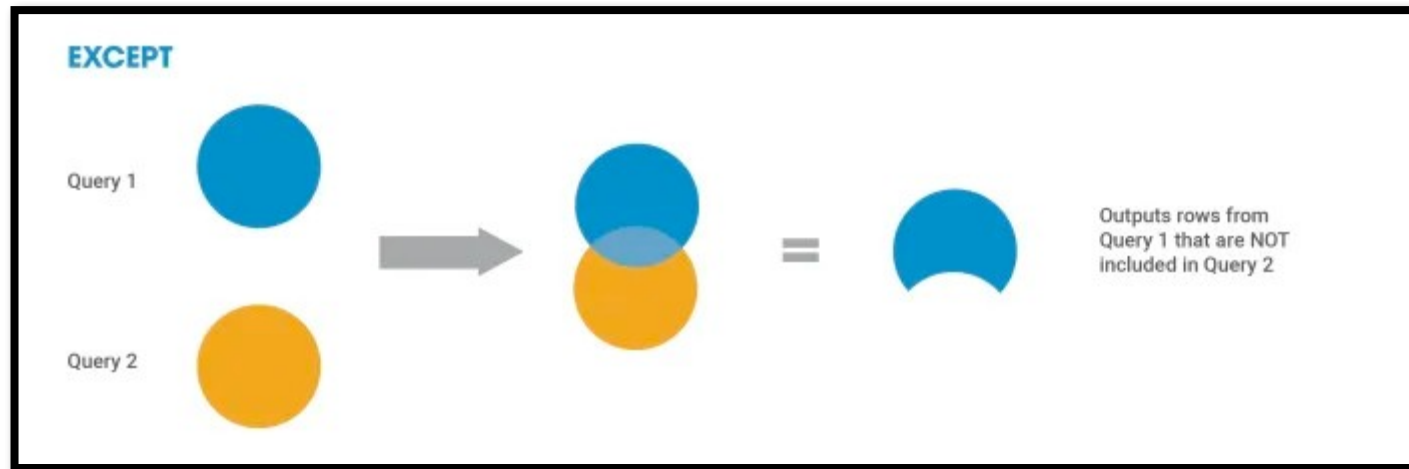 EXCEPT
Query 1
Query 2
Outputs rows from
Query 1 that are NOT
included in Query 2